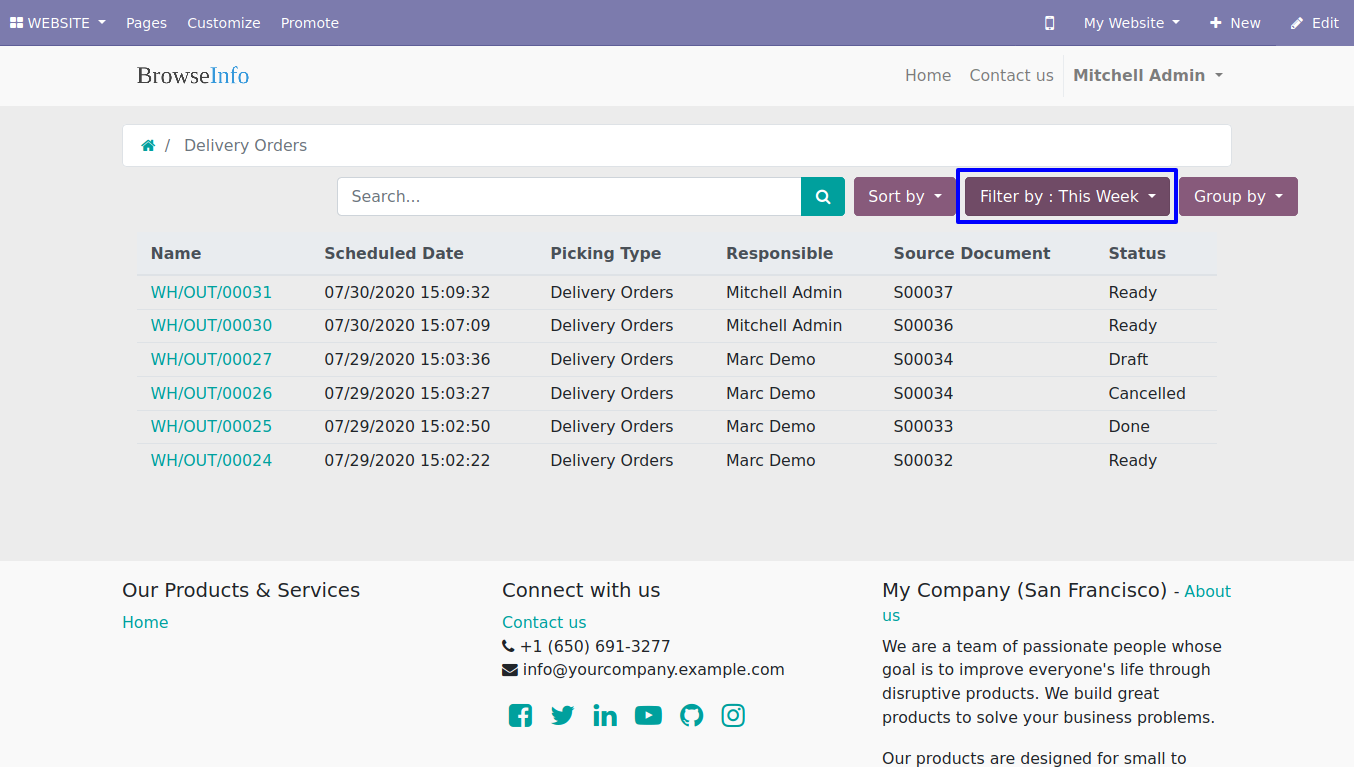 WEBSITE Pages Customize Promote My Website New Edit
BrowseInfo Home Contact us Mitchell Admin
/ Delivery Orders
Search... Sort by Filter by : This Week Group by
Name Scheduled Date Picking Type Responsible Source Document Status
WH/OUT/00031 07/30/2020 15:09:32 Delivery Orders Mitchell Admin S00037 Ready
WH/OUT/00030 07/30/2020 15:07:09 Delivery Orders Mitchell Admin S00036 Ready
WH/OUT/00027 07/29/2020 15:03:36 Delivery Orders Marc Demo S00034 Draft
WH/OUT/00026 07/29/2020 15:03:27 Delivery Orders Marc Demo S00034 Cancelled
WH/OUT/00025 07/29/2020 15:02:50 Delivery Orders Marc Demo S00033 Done
WH/OUT/00024 07/29/2020 15:02:22 Delivery Orders Marc Demo S00032 Ready
Our Products & Services
Home
Connect with us
Contact us
+1 (650) 691-3277
info@yourcompany.example.com
My Company (San Francisco) - About
us
We are a team of passionate people whose
goal is to improve everyone's life through
disruptive products. We build great
products to solve your business problems.
Our products are designed for small to